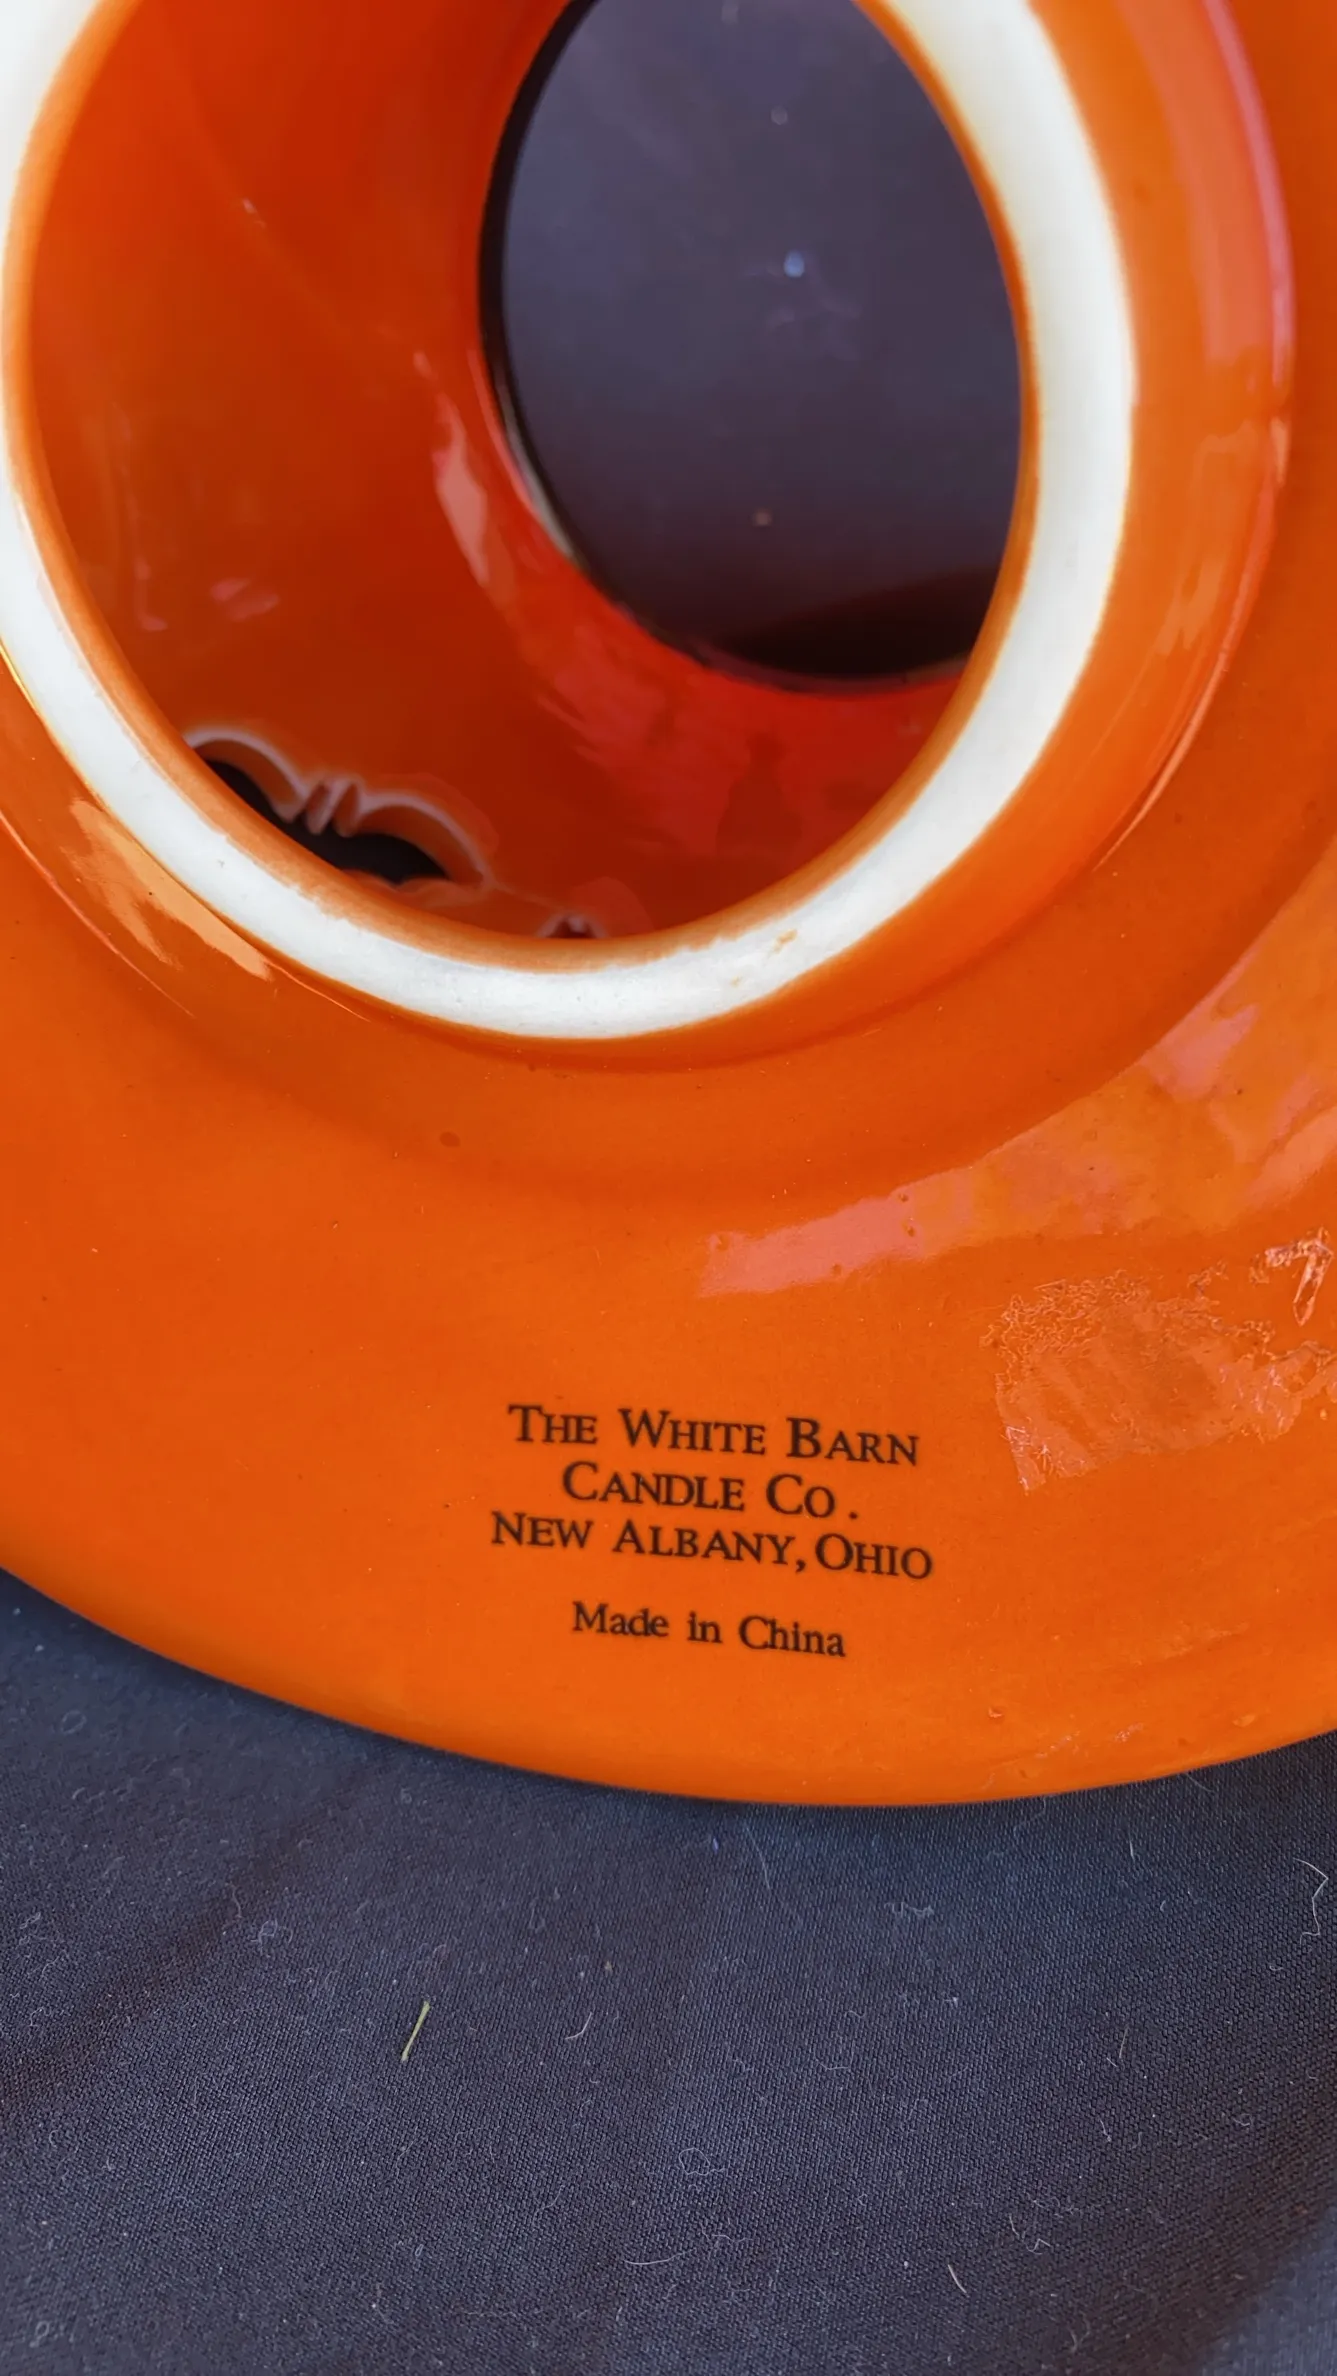 THE WHITE BARN
CANDLE CO.
NEW ALBANY, OHIO
Made in China